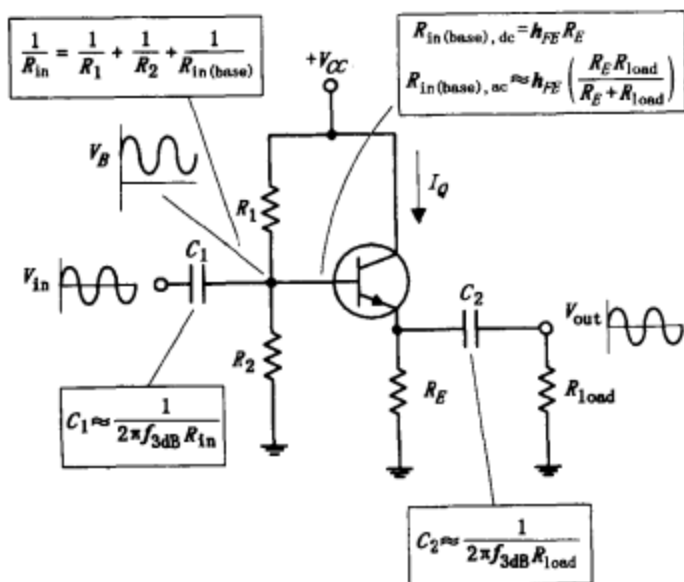 1/R_in = 1/R_1 + 1/R_2 + 1/R_in(base)
R_in(base), dc = h_FE R_E
R_in(base), ac ≈ h_FE (R_E R_load / R_E + R_load)
+V_CC
V_B
I_Q
R_1
C_1
V_in
C_2
V_out
R_2
R_E
R_load
C_1 ≈ 1/2πf_3dB R_in
C_2 ≈ 1/2πf_3dB R_load